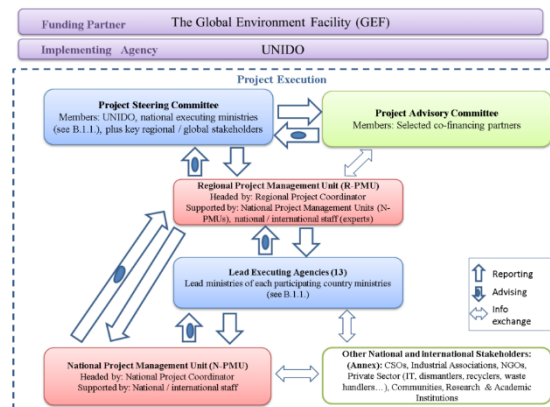 Funding Partner
The Global Environment Facility (GEF)
Implementing Agency
UNIDO
Project Execution
Project Steering Committee
Members: UNIDO, national executing ministries
(see B.1.1.), plus key regional / global stakeholders
Project Advisory Committee
Members: Selected co-financing partners
Regional Project Management Unit (R-PMU)
Headed by: Regional Project Coordinator
Supported by: National Project Management Units (N-
PMUs), national / international staff (experts)
Lead Executing Agencies (13)
Lead ministries of each participating country ministries
(see B.1.1.)
Reporting
Advising
Info
exchange
National Project Management Unit (N-PMU)
Headed by: National Project Coordinator
Supported by: National / international staff
Other National and international Stakeholders:
(Annex): CSOs, Industrial Associations, NGOs,
Private Sector (IT, dismantlers, recyclers, waste
handlers…), Communities, Research & Academic
Institutions